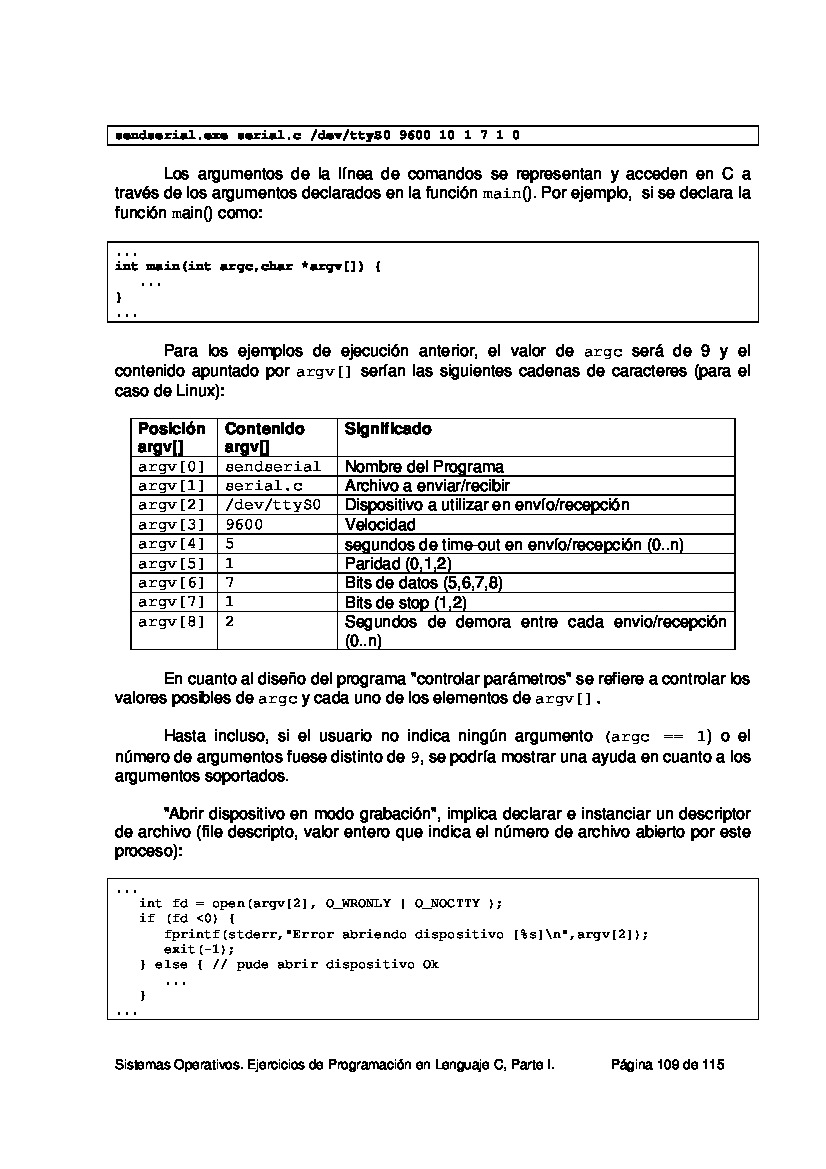 sendserial.exe serial.c /dev/ttyS0 9600 10 1 7 1 0
Los argumentos de la línea de comandos se representan y acceden en C a
través de los argumentos declarados en la función main(). Por ejemplo, si se declara la
función main() como:
...
int main(int argc,char *argv[]) {
...
}
...
Para los ejemplos de ejecución anterior, el valor de argc será de 9 y el
contenido apuntado por argv[] serían las siguientes cadenas de caracteres (para el
caso de Linux):
Posición Contenido Significado
argv[] argv[]
argv[0] sendserial Nombre del Programa
argv[1] serial.c Archivo a enviar/recibir
argv[2] /dev/ttyS0 Dispositivo a utilizar en envío/recepción
argv[3] 9600 Velocidad
argv[4] 5 segundos de time-out en envío/recepción (0..n)
argv[5] 1 Paridad (0,1,2)
argv[6] 7 Bits de datos (5,6,7,8)
argv[7] 1 Bits de stop (1,2)
argv[8] 2 Segundos de demora entre cada envio/recepción
(0..n)
En cuanto al diseño del programa "controlar parámetros" se refiere a controlar los
valores posibles de argc y cada uno de los elementos de argv[].
Hasta incluso, si el usuario no indica ningún argumento (argc == 1) o el
número de argumentos fuese distinto de 9, se podría mostrar una ayuda en cuanto a los
argumentos soportados.
"Abrir dispositivo en modo grabación", implica declarar e instanciar un descriptor
de archivo (file descripto, valor entero que indica el número de archivo abierto por este
proceso):
...
int fd = open(argv[2], O_WRONLY | O_NOCTTY );
if (fd <0) {
fprintf(stderr,"Error abriendo dispositivo [%s]\n",argv[2]);
exit(-1);
} else { // pude abrir dispositivo Ok
...
}
...
Sistemas Operativos. Ejercicios de Programación en Lenguaje C, Parte I. Página 109 de 115